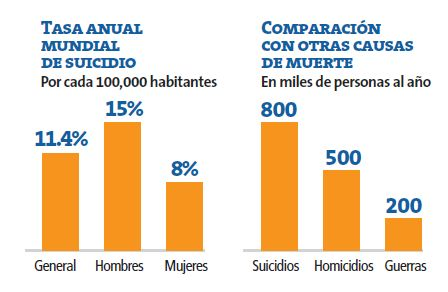 TASA ANUAL
MUNDIAL
DE SUICIDIO
Por cada 100,000 habitantes
11.4%
15%
8%
General Hombres Mujeres
COMPARACIÓN
CON OTRAS CAUSAS
DE MUERTE
En miles de personas al año
800
500
200
Suicidios Homicidios Guerras